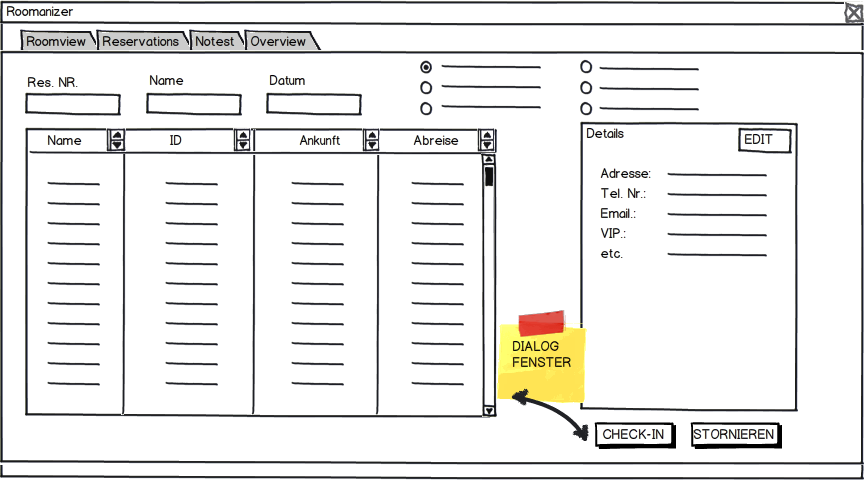 Roomanizer
Roomview Reservations Notest Overview
Res. NR. Name Datum
Name ID Ankunft Abreise
Details EDIT
Adresse:
Tel. Nr.:
Email.:
VIP.:
etc.
DIALOG
FENSTER
CHECK-IN STORNIEREN